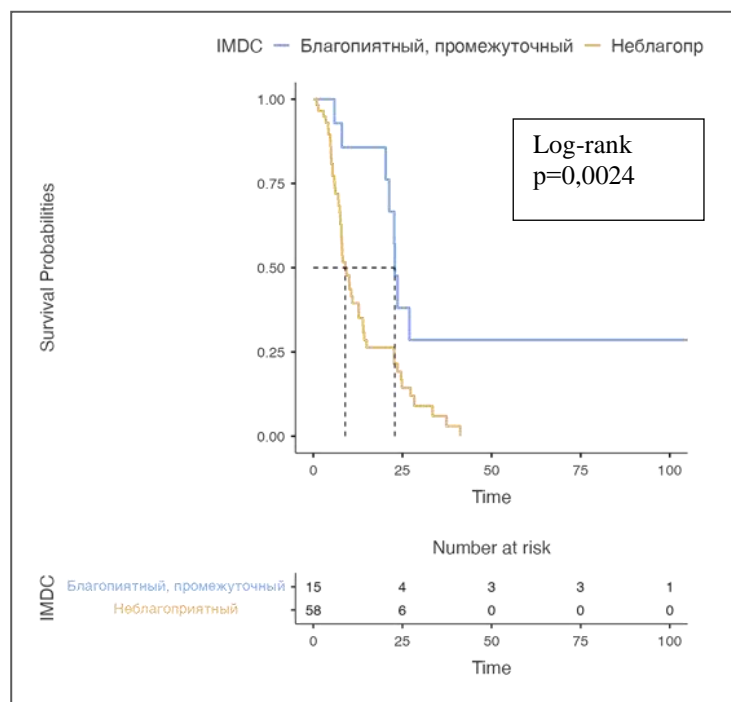 IMDC Благопиятный, промежуточный Неблагопр
Survival Probabilities
1.00
0.75
0.50
0.25
0.00
Log-rank
p=0,0024
0 25 50 75 100
Time
Number at risk
IMDC
Благопиятный, промежуточный 15 4 3 3 1
Неблагоприятный 58 6 0 0 0
0 25 50 75 100
Time